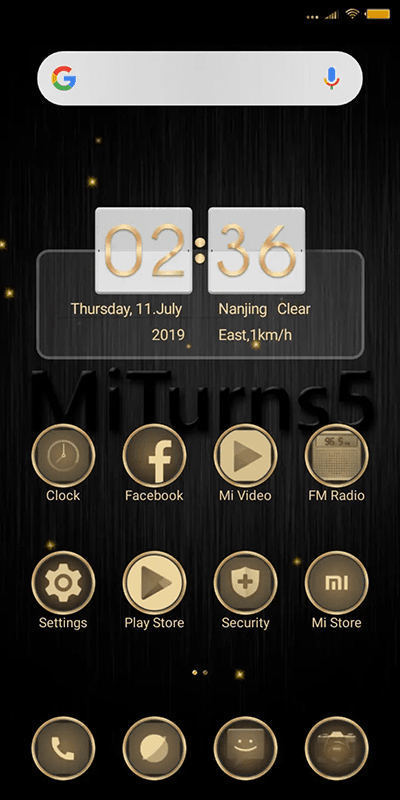 02:36
Thursday, 11.July
Nanjing Clear
2019
East,1km/h
MiTurns5
96.5
Clock
Facebook
Mi Video
FM Radio
Settings
Play Store
Security
Mi Store